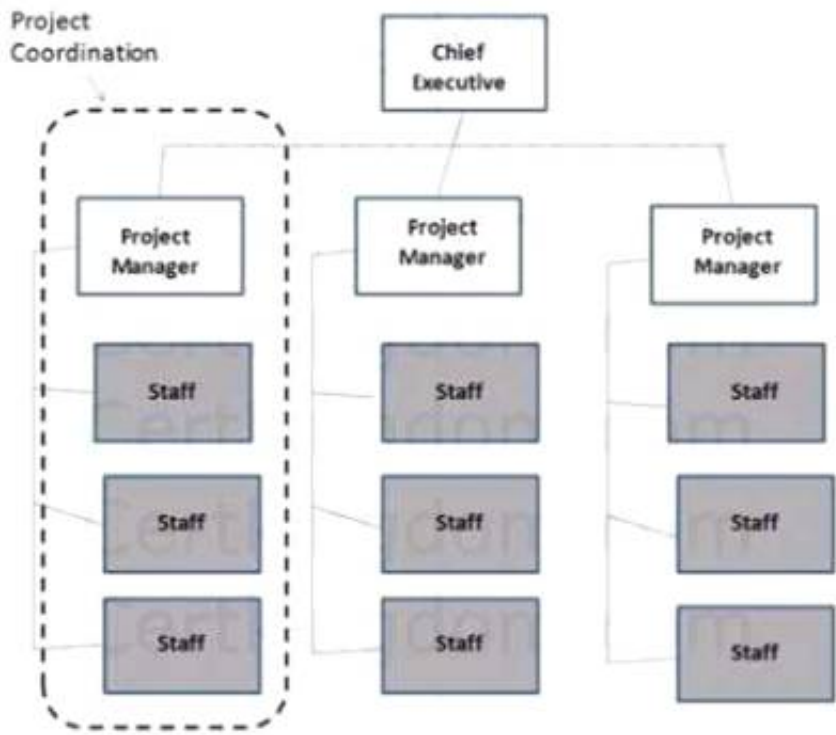 Project
Coordination
Chief
Executive
Project
Manager
Project
Manager
Project
Manager
Staff
Staff
Staff
Staff
Staff
Staff
Staff
Staff
Staff